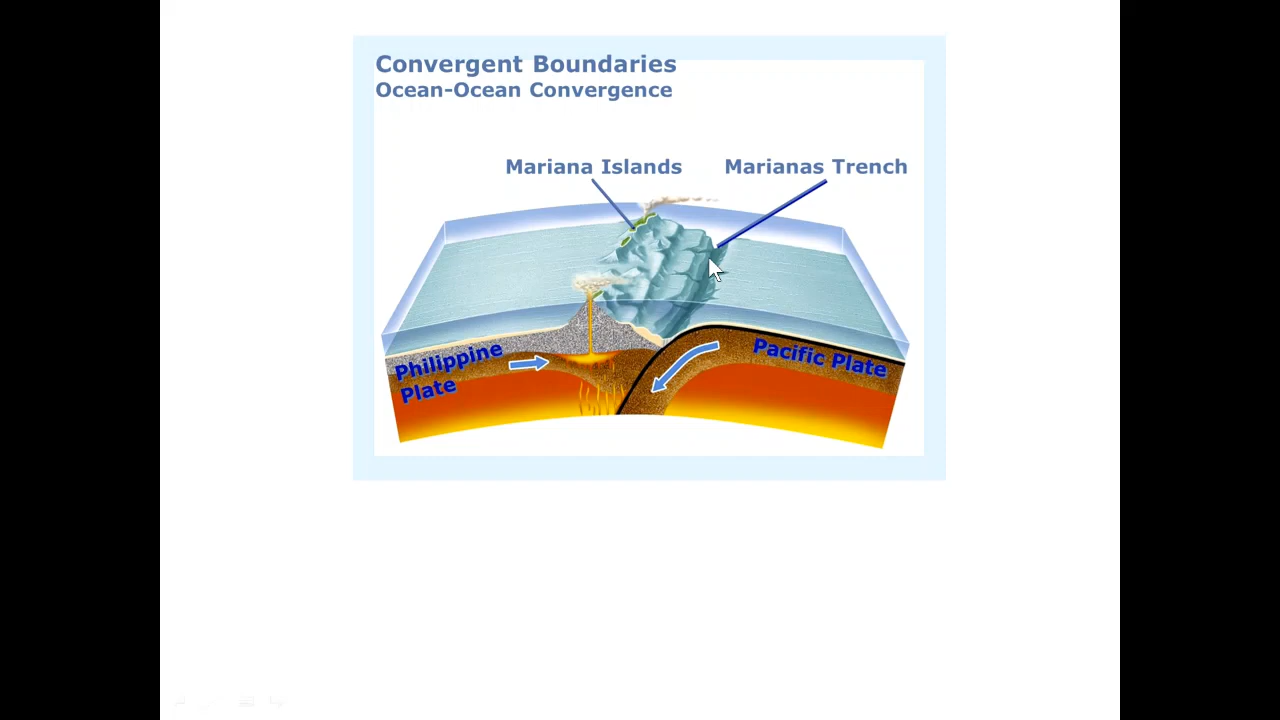 Convergent Boundaries
Ocean-Ocean Convergence
Mariana Islands
Marianas Trench
Philippine
Plate
Pacific Plate